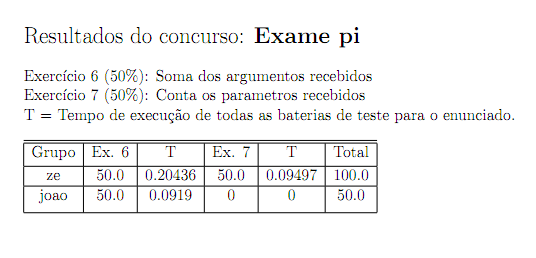 Resultados do concurso: Exame pi
Exercício 6 (50%): Soma dos argumentos recebidos
Exercício 7 (50%): Conta os parametros recebidos
T = Tempo de execução de todas as baterias de teste para o enunciado.
Grupo Ex. 6 T Ex. 7 T Total
ze 50.0 0.20436 50.0 0.09497 100.0
joao 50.0 0.0919 0 0 50.0